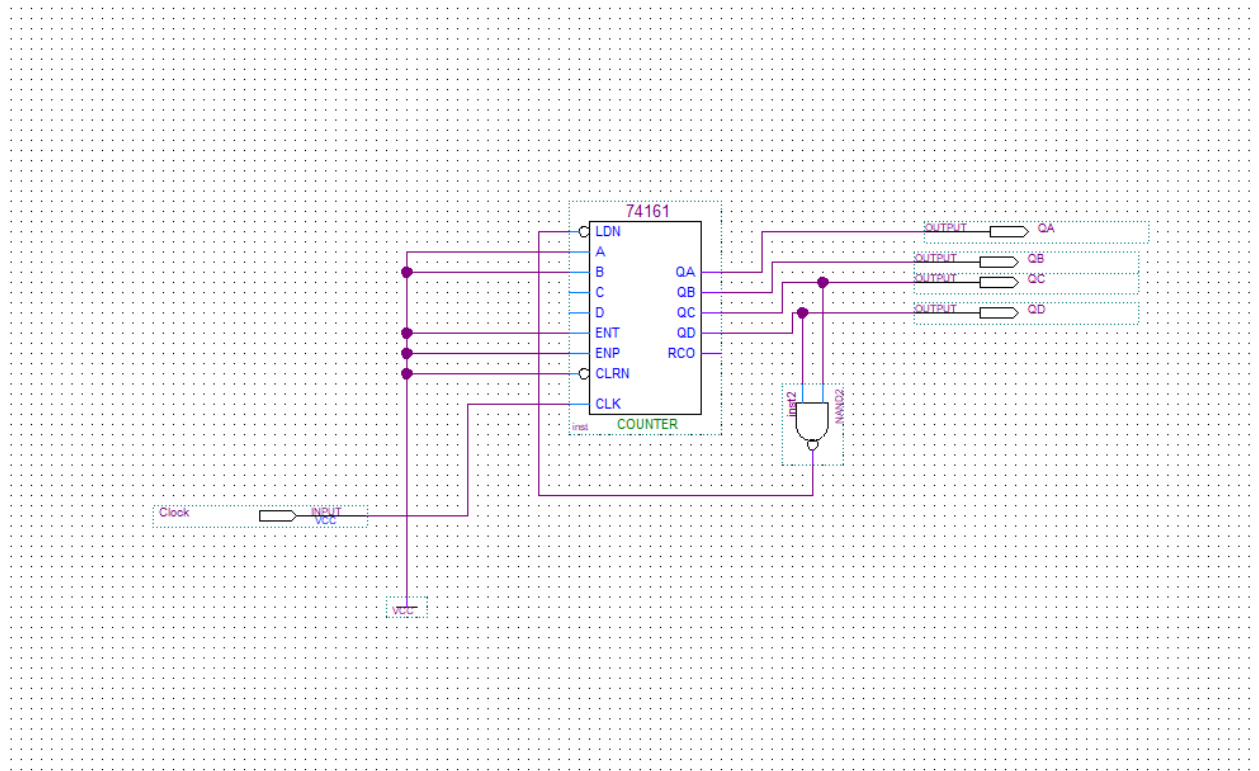 74161
LDN
A
B
C
D
ENT
ENP
CLRN
CLK
QA
QB
QC
QD
RCO
inst
COUNTER
OUTPUT QA
OUTPUT QB
OUTPUT QC
OUTPUT QD
inst2
NAND2
Clock
INPUT
VCC
VCC